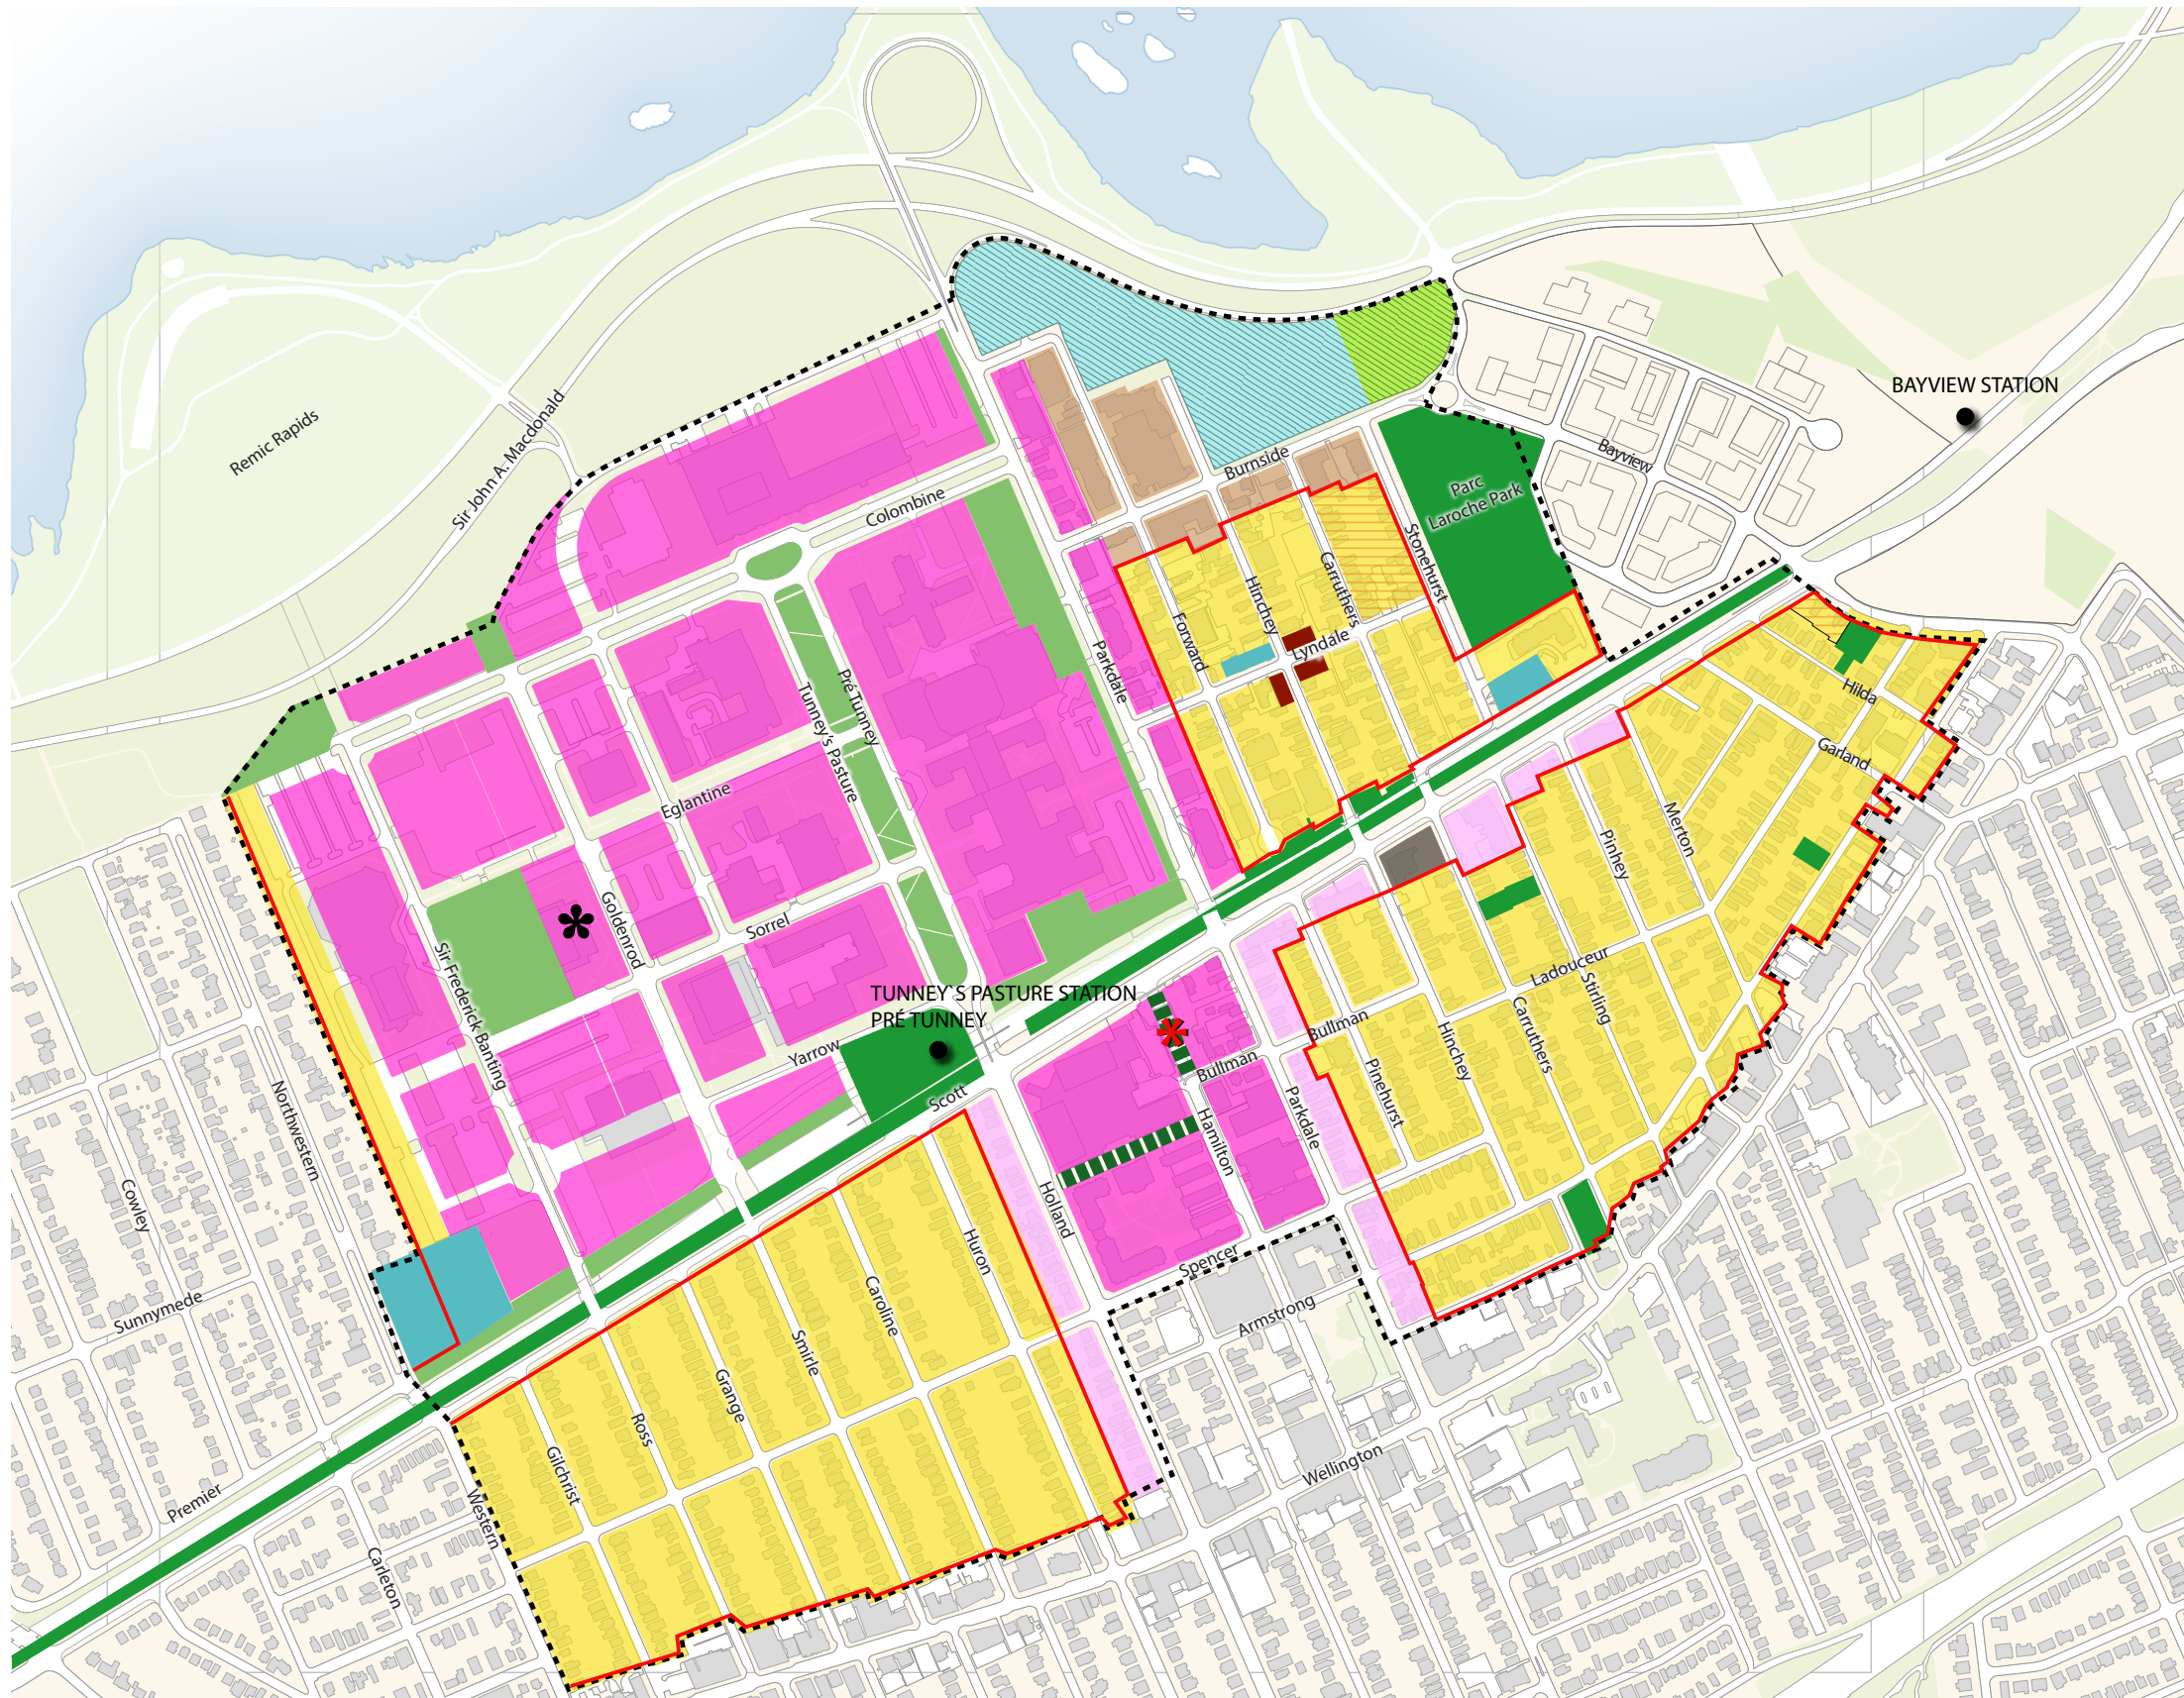 Remic Rapids
Sir John A. Macdonald
BAYVIEW STATION
Bayview
Burnside
Parc
Laroche Park
Colombine
Stonehurst
Carruthers
Hinchey
Forward
Lyndale
Parkdale
Pré Tunney
Tunney's Pasture
Hilda
Garland
Eglantine
Merton
Pinhey
Goldenrod
Sorrel
Sir Frederick Banting
Ladouceur
Stirling
Carruthers
Hinchey
TUNNEY`S PASTURE STATION
PRÉ TUNNEY
Bullman
Bullman
Yarrow
Scott
Pinehurst
Parkdale
Hamilton
Northwestern
Cowley
Holland
Huron
Spencer
Sunnymede
Caroline
Armstrong
Smirle
Grange
Ross
Gilchrist
Wellington
Western
Premier
Carleton